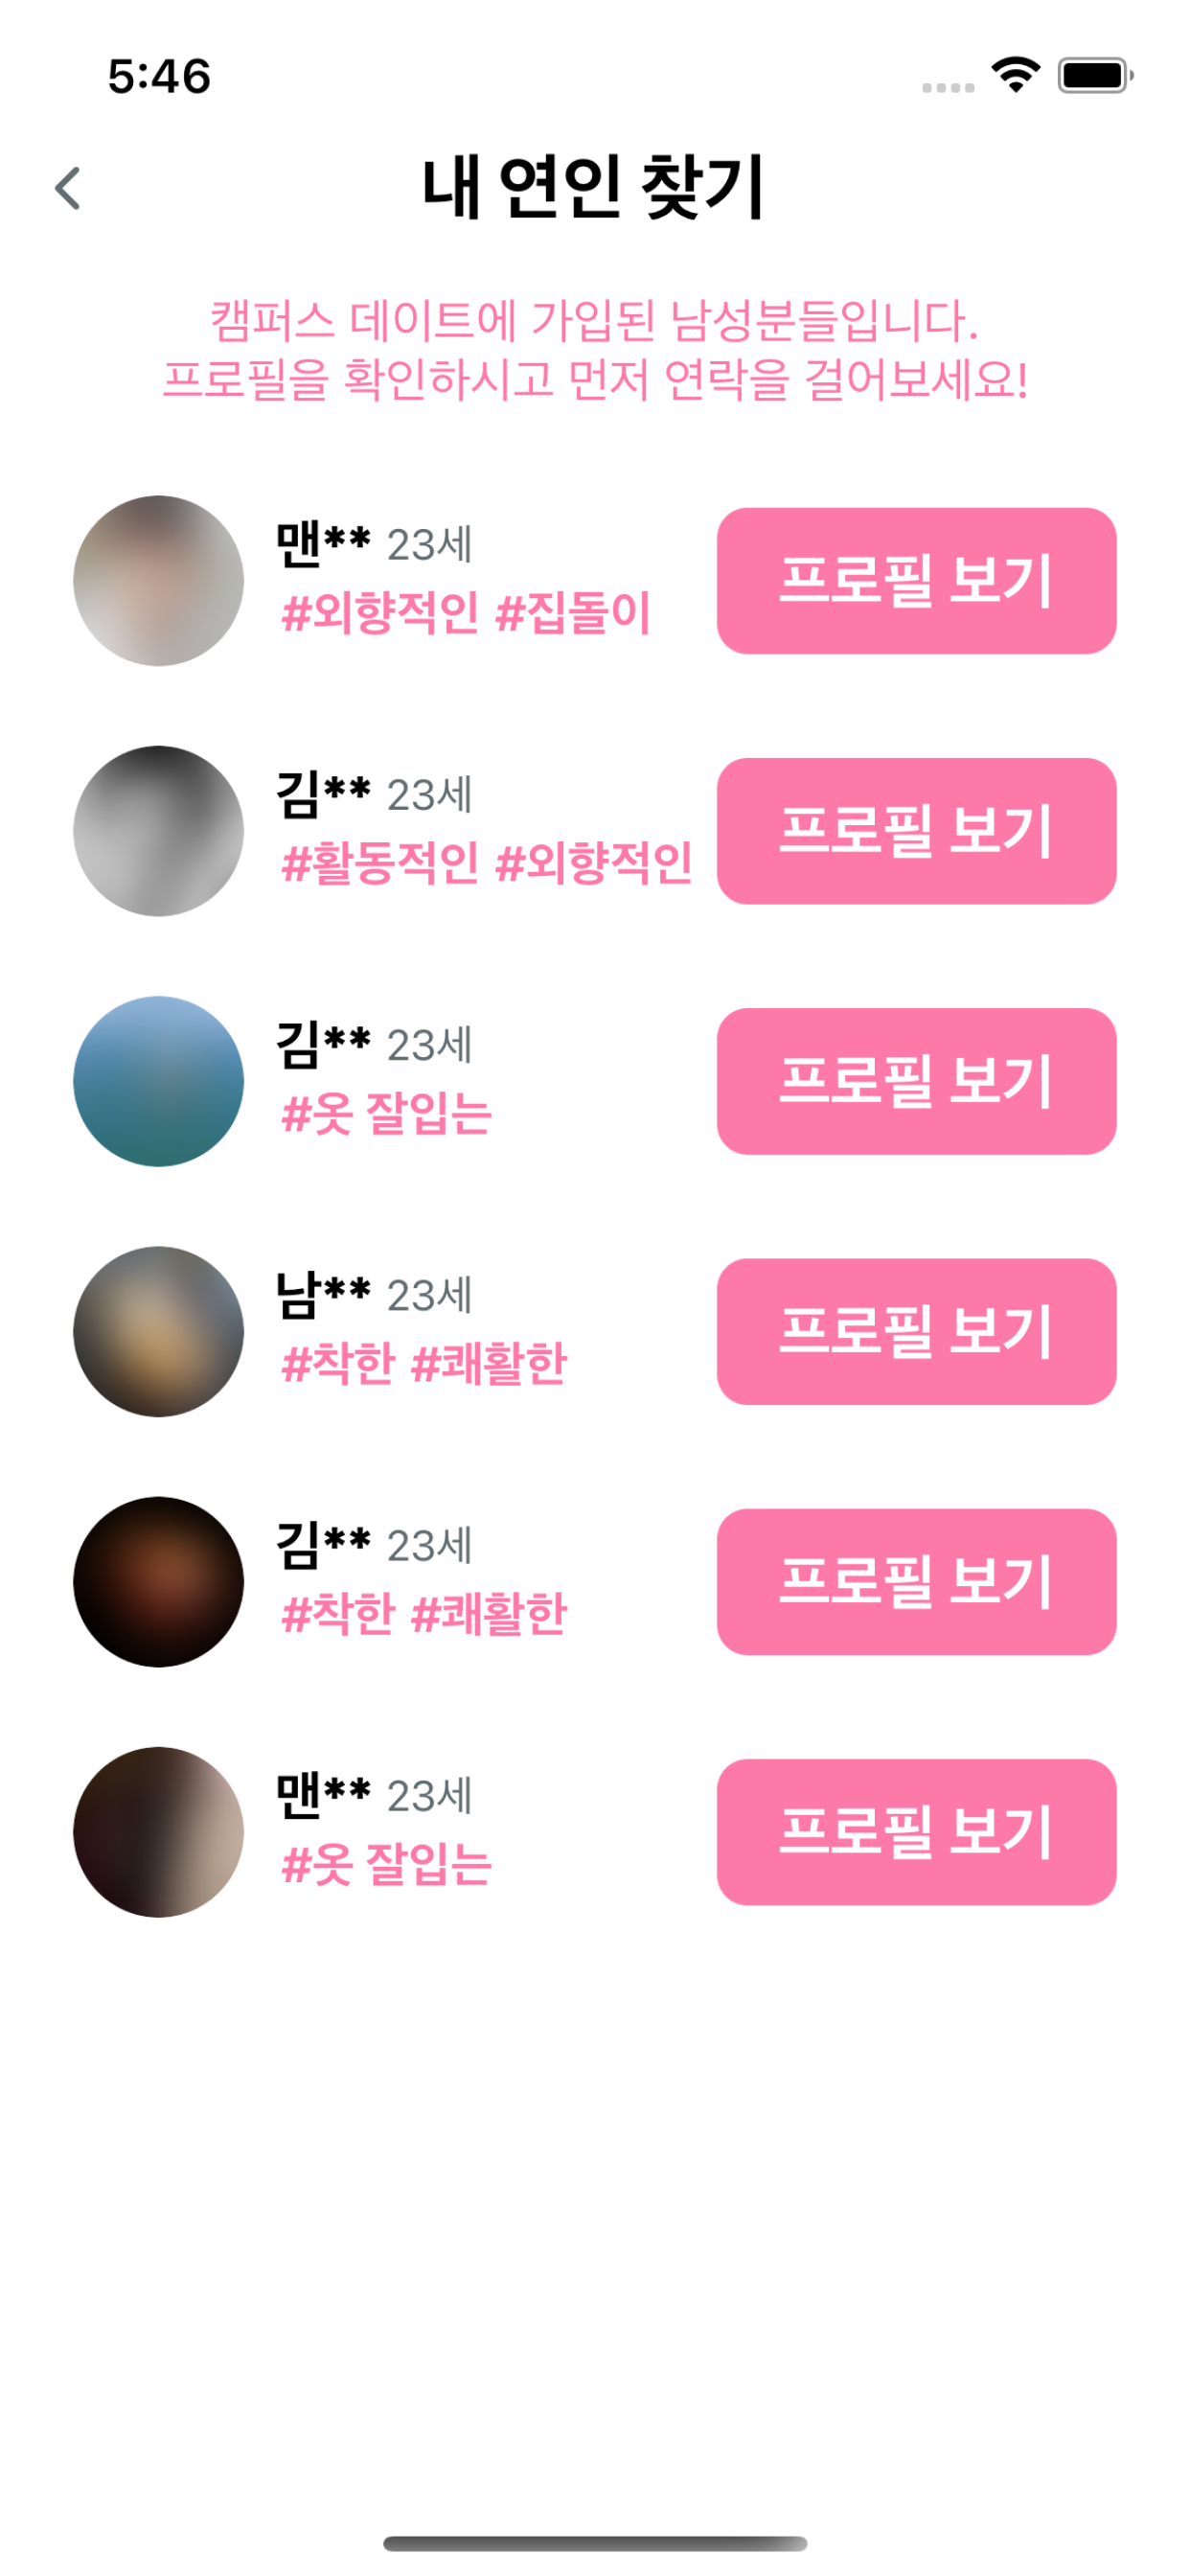 5:46
내 연인 찾기
캠퍼스 데이트에 가입된 남성분들입니다.
프로필을 확인하시고 먼저 연락을 걸어보세요!
맨** 23세
#외향적인 #집돌이
프로필 보기
김** 23세
#활동적인 #외향적인
프로필 보기
김** 23세
#옷 잘입는
프로필 보기
남** 23세
#착한 #쾌활한
프로필 보기
김** 23세
#착한 #쾌활한
프로필 보기
맨** 23세
#옷 잘입는
프로필 보기